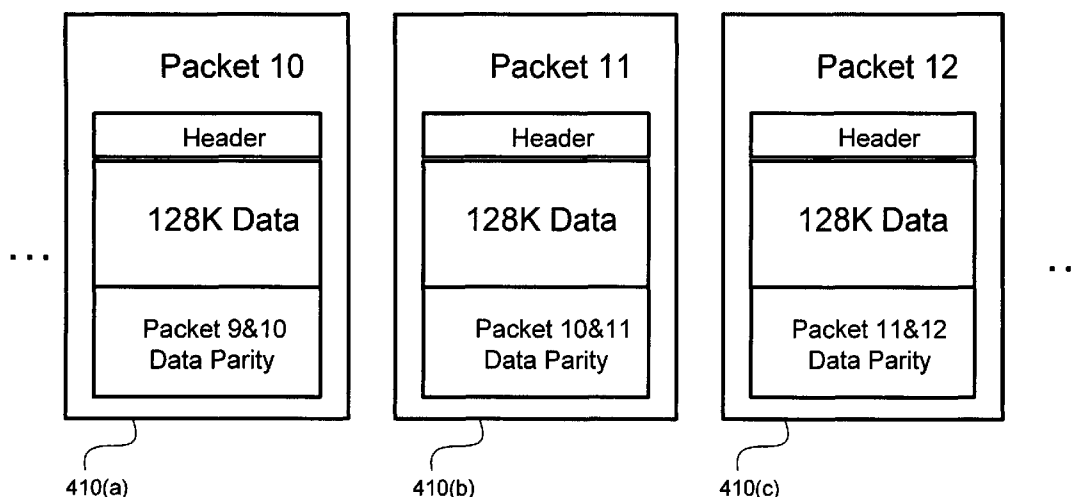 Packet 10
Header
128K Data
Packet 9&10
Data Parity
410(a)
Packet 11
Header
128K Data
Packet 10&11
Data Parity
410(b)
Packet 12
Header
128K Data
Packet 11&12
Data Parity
410(c)